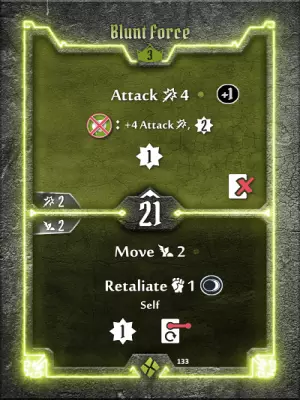 Blunt Force
3
Attack 4 +1
: +4 Attack , 2
1
2
21
2
Move 2
Retaliate 1
Self
1
133